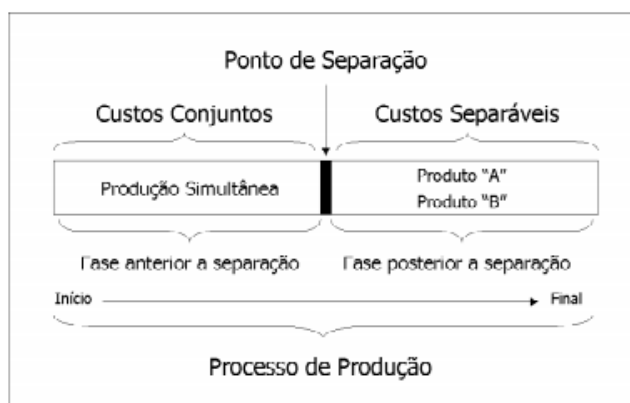 Ponto de Separação
Custos Conjuntos
Custos Separáveis
Produção Simultânea
Produto "A"
Produto "B"
Fase anterior a separação
Fase posterior a separação
Início
Final
Processo de Produção